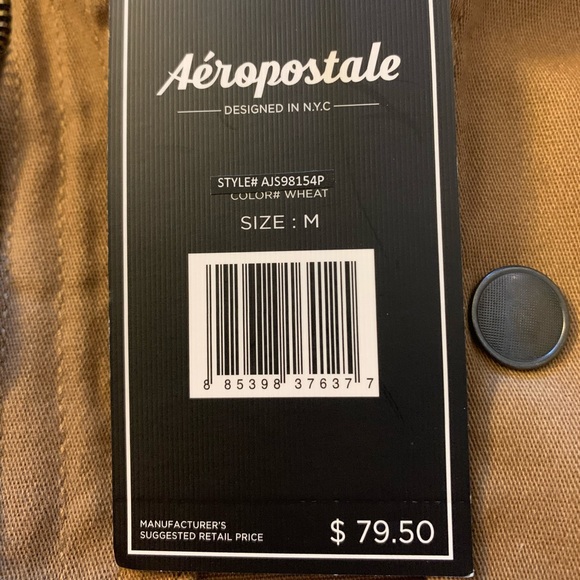 Aéropostale
DESIGNED IN N.Y.C
STYLE# AJS98154P
COLOR# WHEAT
SIZE : M
8 85398 37637 7
MANUFACTURER'S
SUGGESTED RETAIL PRICE
$ 79.50